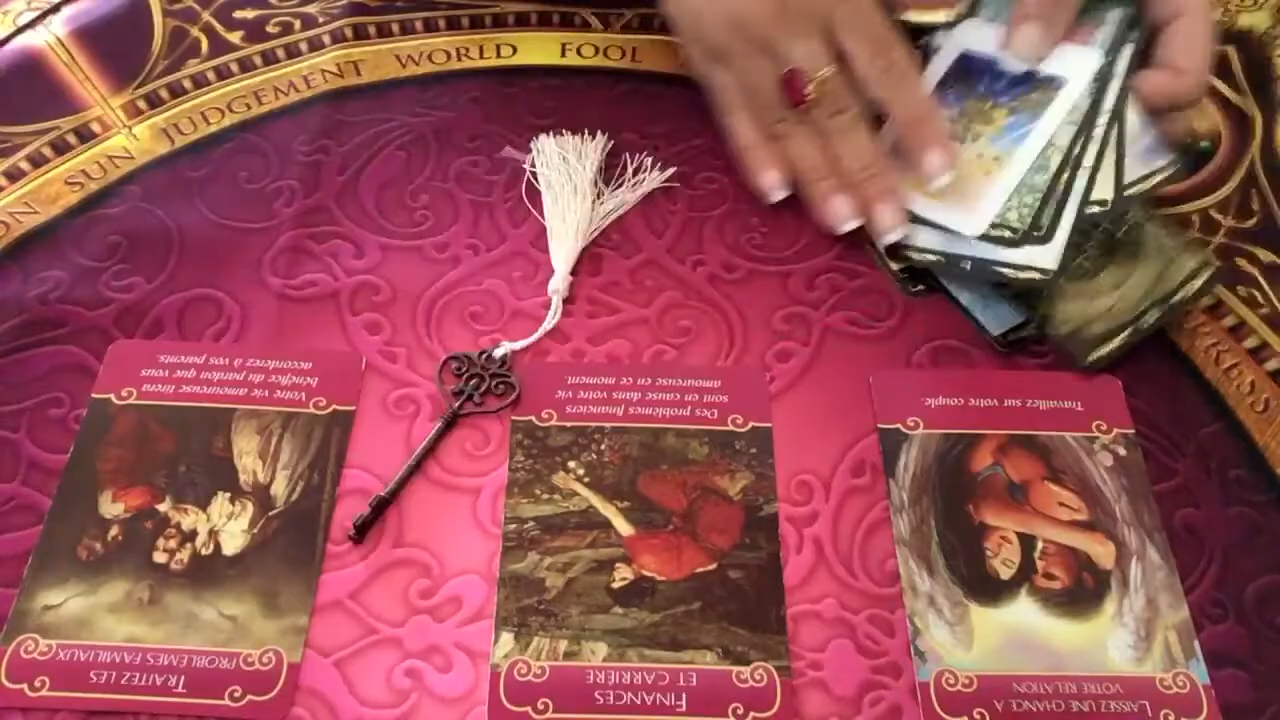 ON
SUN
JUDGEMENT
WORLD
FOOL
RESS
TRAITEZ LES
PROBLÈMES FAMILIAUX
Votre vie amoureuse tirera
bénéfice du pardon que vous
accorderez à vos parents.
FINANCES
ET CARRIÈRE
Des problèmes financiers
sont en cause dans votre vie
amoureuse en ce moment.
LAISSEZ UNE CHANCE À
VOTRE RELATION
Travaillez sur votre couple.